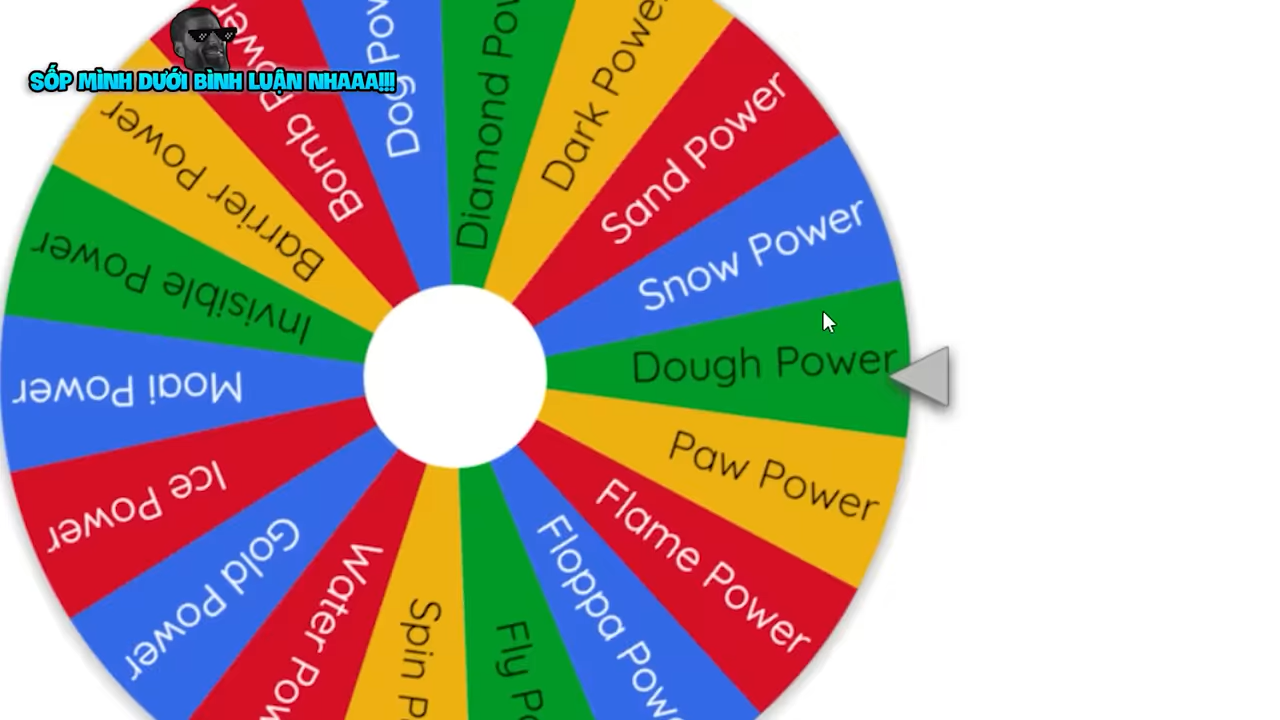 SỐP MÌNH DƯỚI BÌNH LUẬN NHAAA!!!
Dog Pow
Diamond Pow
Dark Power
Sand Power
Snow Power
Dough Power
Paw Power
Flame Power
Floppa Pow
Fly Po
Spin P
Water Pow
Gold Power
Ice Power
Moai Power
Invisible Power
Barrier Power
Bomb Power